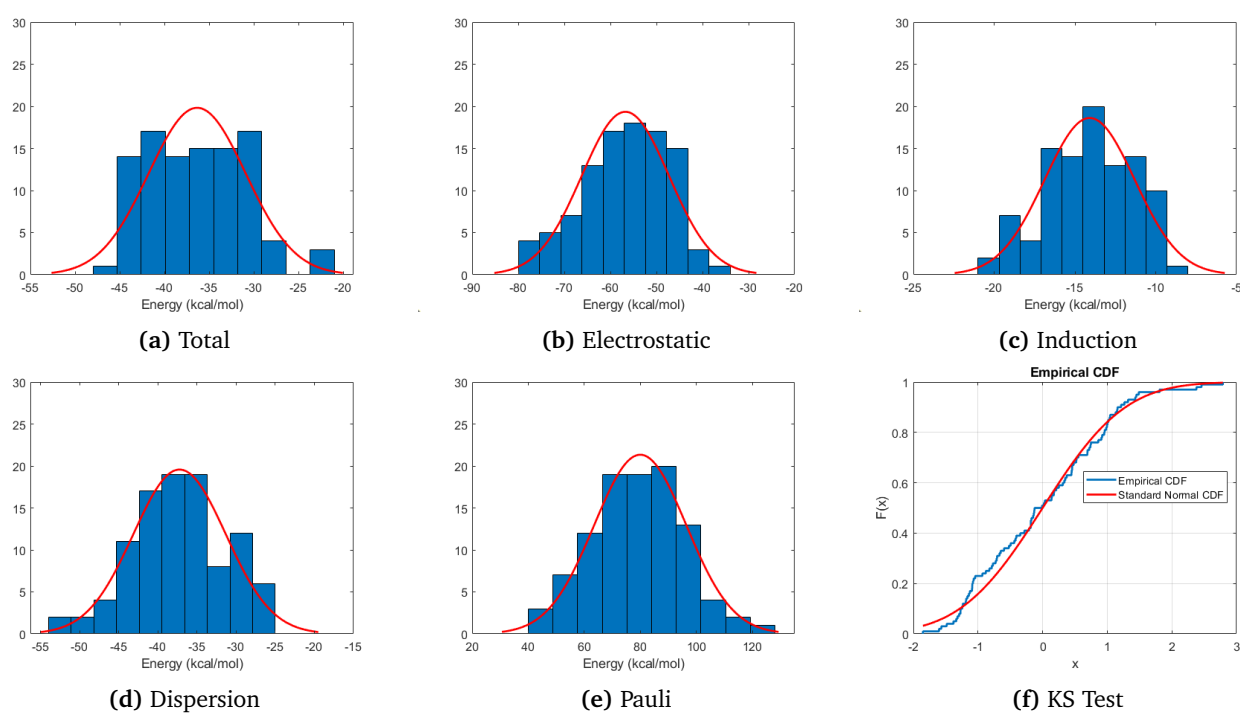 30
25
20
15
10
5
0
-55 -50 -45 -40 -35 -30 -25 -20
Energy (kcal/mol)
(a) Total
30
25
20
15
10
5
0
-90 -80 -70 -60 -50 -40 -30 -20
Energy (kcal/mol)
(b) Electrostatic
30
25
20
15
10
5
0
-25 -20 -15 -10 -5
Energy (kcal/mol)
(c) Induction
30
25
20
15
10
5
0
-55 -50 -45 -40 -35 -30 -25 -20 -15
Energy (kcal/mol)
(d) Dispersion
30
25
20
15
10
5
0
20 40 60 80 100 120
Energy (kcal/mol)
(e) Pauli
Empirical CDF
1
0.8
0.6
0.4
0.2
0
F(x)
Empirical CDF
Standard Normal CDF
-2 -1 0 1 2 3
x
(f) KS Test